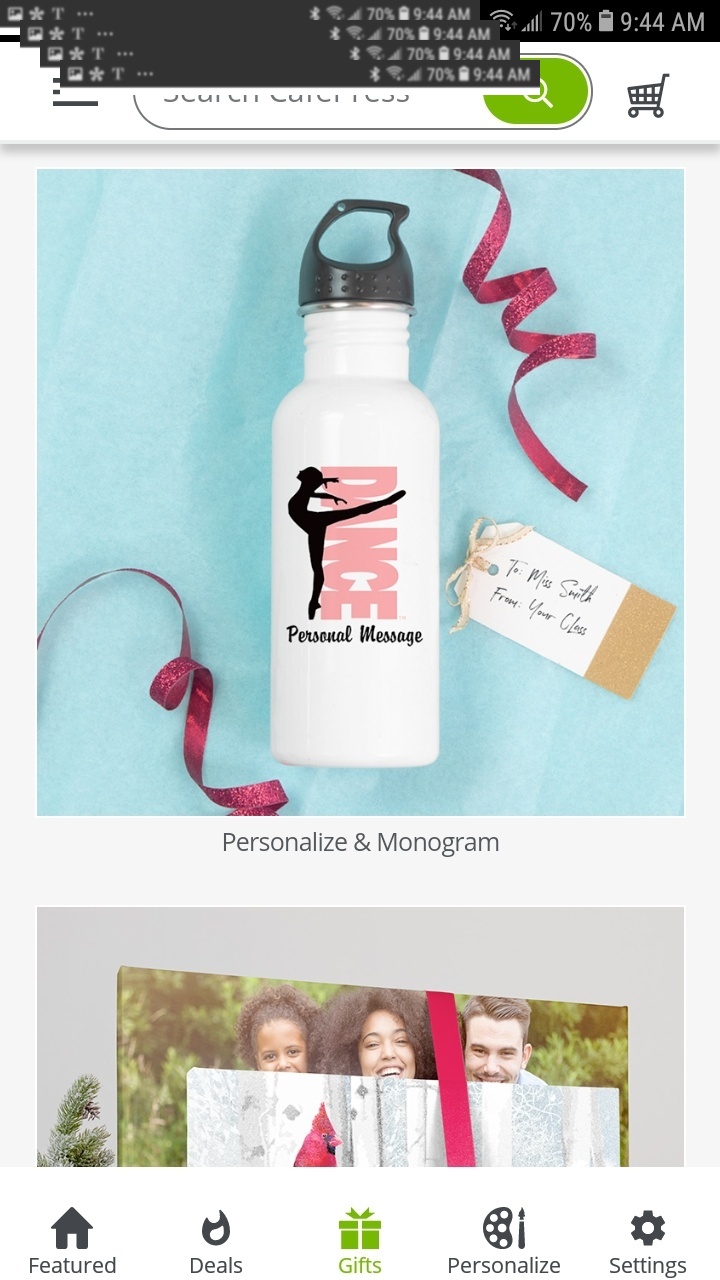 T ... 70% 9:44 AM
70% 9:44 AM
T ... 70% 9:44 AM
T ... 70% 9:44 AM
T ... 70% 9:44 AM
Search CafePress
DANCE
Personal Message
To: Miss Smith
From: Your Class
Personalize & Monogram
Featured
Deals
Gifts
Personalize
Settings